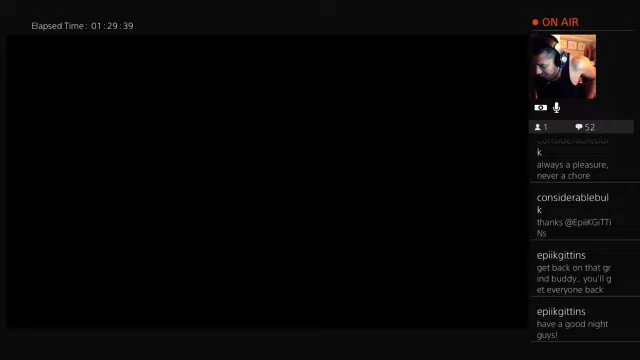 Elapsed Time : 01 : 29 : 39
ON AIR
1 52
considerablebul
k
always a pleasure,
never a chore
considerablebul
k
thanks @EpiiKGiTTi
Ns
epiikgittins
get back on that gr
ind buddy.. you'll g
et everyone back
epiikgittins
have a good night
guys!